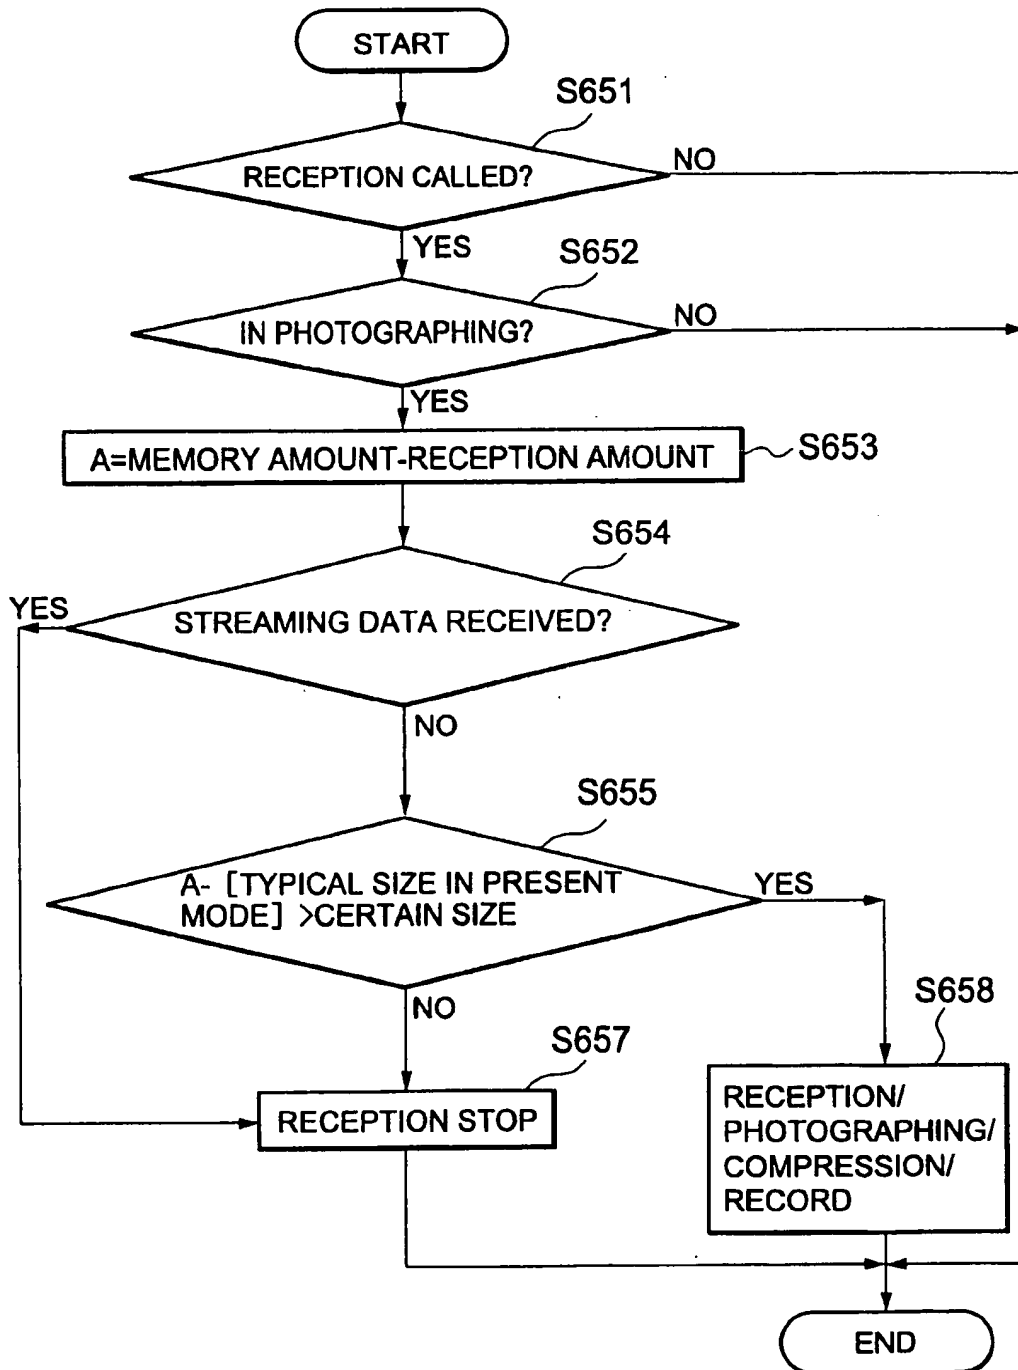 START
S651
RECEPTION CALLED?
NO
YES
S652
IN PHOTOGRAPHING?
NO
YES
A=MEMORY AMOUNT-RECEPTION AMOUNT
S653
S654
YES
STREAMING DATA RECEIVED?
NO
S655
A- [TYPICAL SIZE IN PRESENT
MODE] >CERTAIN SIZE
YES
NO
S658
S657
RECEPTION STOP
RECEPTION/
PHOTOGRAPHING/
COMPRESSION/
RECORD
END